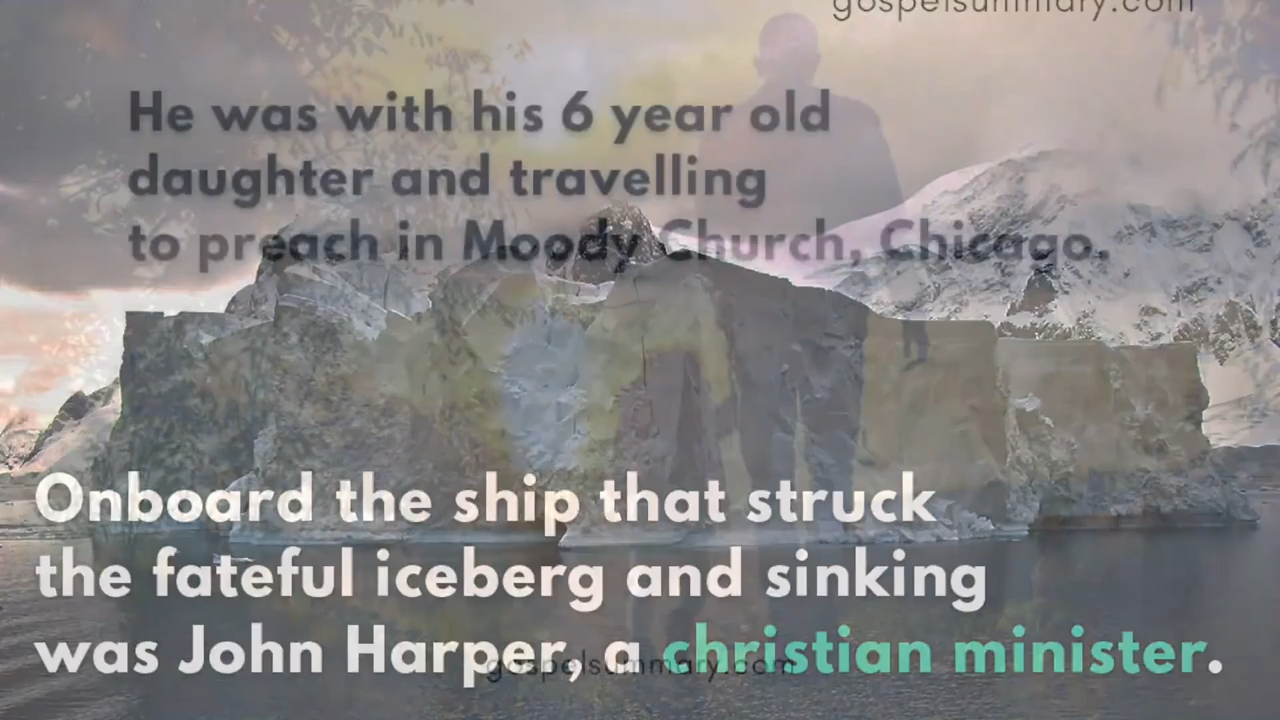 gospelsummary.com
He was with his 6 year old
daughter and travelling
to preach in Moody Church, Chicago.
Onboard the ship that struck
the fateful iceberg and sinking
was John Harper, a christian minister.
gospelsummary.com